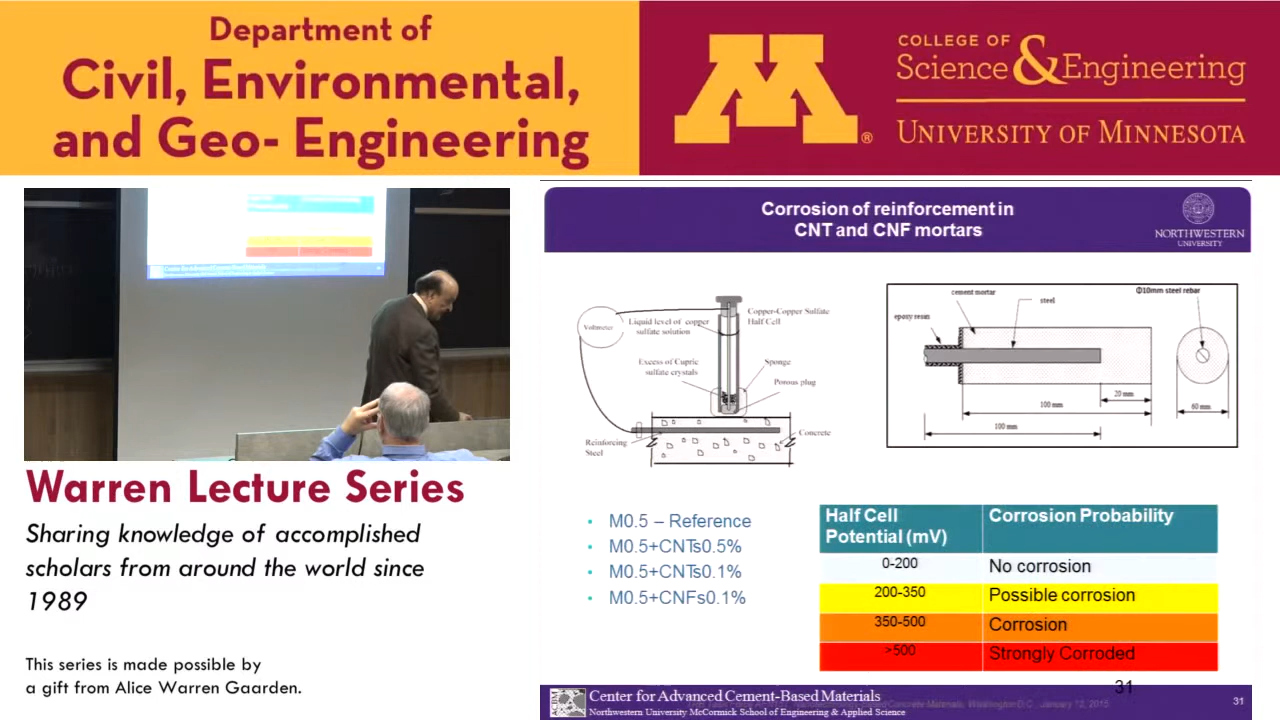 Department of
Civil, Environmental,
and Geo- Engineering
M
®
COLLEGE OF
Science & Engineering
UNIVERSITY OF MINNESOTA
Warren Lecture Series
Sharing knowledge of accomplished
scholars from around the world since
1989
This series is made possible by
a gift from Alice Warren Gaarden.
Corrosion of reinforcement in
CNT and CNF mortars
NORTHWESTERN
UNIVERSITY
Voltmeter
Liquid level of copper
sulfate solution
Copper-Copper Sulfate
Half Cell
Excess of Cupric
sulfate crystals
Sponge
Porous plug
Reinforcing
Steel
Concrete
cement mortar
steel
Φ10mm steel rebar
epoxy resin
20 mm
100 mm
100 mm
60 mm
• M0.5 – Reference
• M0.5+CNTs0.5%
• M0.5+CNTs0.1%
• M0.5+CNFs0.1%
Half Cell Corrosion Probability
Potential (mV)
0-200 No corrosion
200-350 Possible corrosion
350-500 Corrosion
>500 Strongly Corroded
31
Center for Advanced Cement-Based Materials
Northwestern University McCormick School of Engineering & Applied Science
Concrete Materials, Washington D.C., January 12, 2015
31